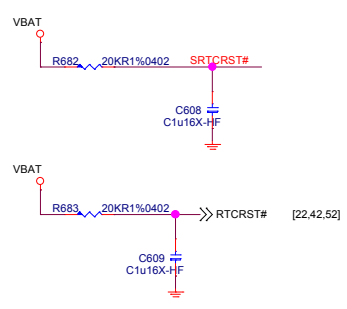 VBAT
R682 20KR1%0402 SRTCRST#
C608
C1u16X-HF
VBAT
R683 20KR1%0402
RTCRST# [22,42,52]
C609
C1u16X-HF